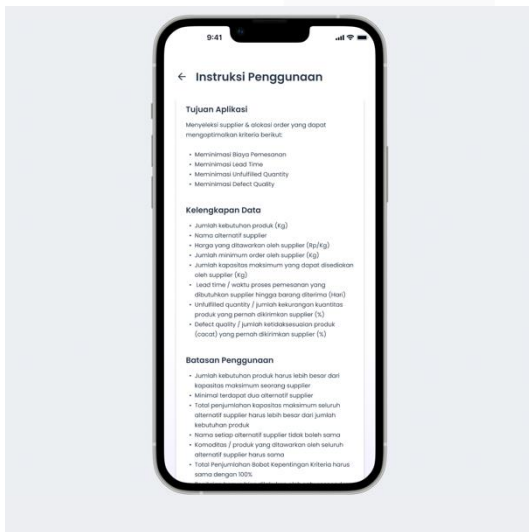 9:41
← Instruksi Penggunaan
Tujuan Aplikasi
Menyeleksi supplier & alokasi order yang dapat
mengoptimalkan kriteria berikut:
• Meminimasi Biaya Pemesanan
• Meminimasi Lead Time
• Meminimasi Unfulfilled Quantity
• Meminimasi Defect Quality
Kelengkapan Data
• Jumlah kebutuhan produk (Kg)
• Nama alternatif supplier
• Harga yang ditawarkan oleh supplier (Rp/Kg)
• Jumlah minimum order oleh supplier (Kg)
• Jumlah kapasitas maksimum yang dapat disediakan
oleh supplier (Kg)
• Lead time / waktu proses pemesanan yang
dibutuhkan supplier hingga barang diterima (Hari)
• Unfulfilled quantity / jumlah kekurangan kuantitas
produk yang pernah dikirimkan supplier (%)
• Defect quality / jumlah ketidaksesuaian produk
(cacat) yang pernah dikirimkan supplier (%)
Batasan Penggunaan
• Jumlah kebutuhan produk harus lebih besar dari
kapasitas maksimum seorang supplier
• Minimal terdapat dua alternatif supplier
• Total penjumlahan kapasitas maksimum seluruh
alternatif supplier harus lebih besar dari jumlah
kebutuhan produk
• Nama setiap alternatif supplier tidak boleh sama
• Komoditas / produk yang ditawarkan oleh seluruh
alternatif supplier harus sama
• Total Penjumlahan Bobot Kepentingan Kriteria harus
sama dengan 100%